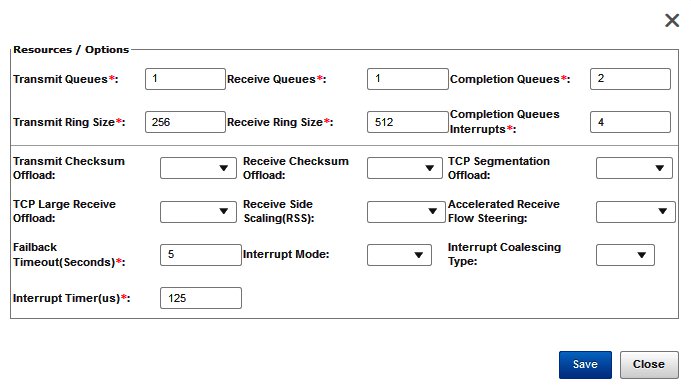 Resources / Options
Transmit Queues*: 1 Receive Queues*: 1 Completion Queues*: 2
Transmit Ring Size*: 256 Receive Ring Size*: 512 Completion Queues
Interrupts*: 4
Transmit Checksum
Offload:
Receive Checksum
Offload:
TCP Segmentation
Offload:
TCP Large Receive
Offload:
Receive Side
Scaling(RSS):
Accelerated Receive
Flow Steering:
Failback
Timeout(Seconds)*: 5
Interrupt Mode:
Interrupt Coalescing
Type:
Interrupt Timer(us)*: 125
Save Close